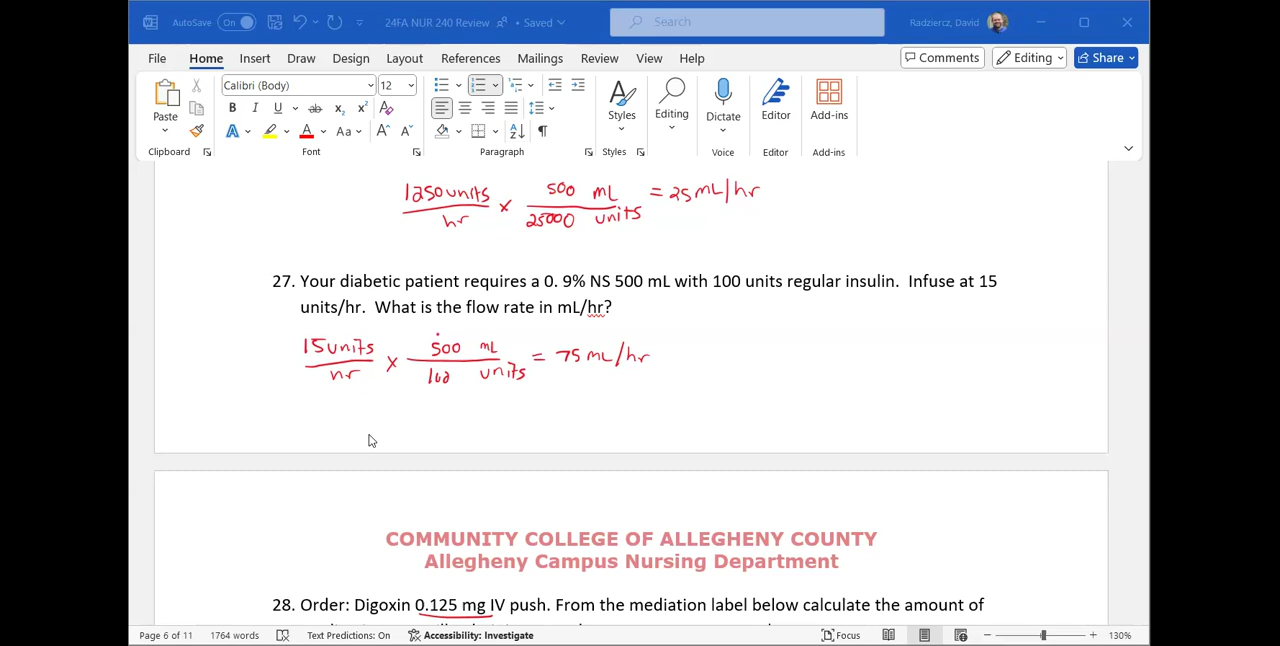 AutoSave On 24FA NUR 240 Review • Saved Search Radziercz, David
File Home Insert Draw Design Layout References Mailings Review View Help Comments Editing Share
Calibri (Body) 12
Paste Styles Editing Dictate Editor Add-ins
Clipboard Font Paragraph Styles Voice Editor Add-ins
1250 units / hr x 500 mL / 25000 units = 25 mL/hr
27. Your diabetic patient requires a 0. 9% NS 500 mL with 100 units regular insulin. Infuse at 15
units/hr. What is the flow rate in mL/hr?
15 units / hr x 500 mL / 100 units = 75 mL/hr
COMMUNITY COLLEGE OF ALLEGHENY COUNTY
Allegheny Campus Nursing Department
28. Order: Digoxin 0.125 mg IV push. From the mediation label below calculate the amount of
Page 6 of 11 1764 words Text Predictions: On Accessibility: Investigate Focus 130%